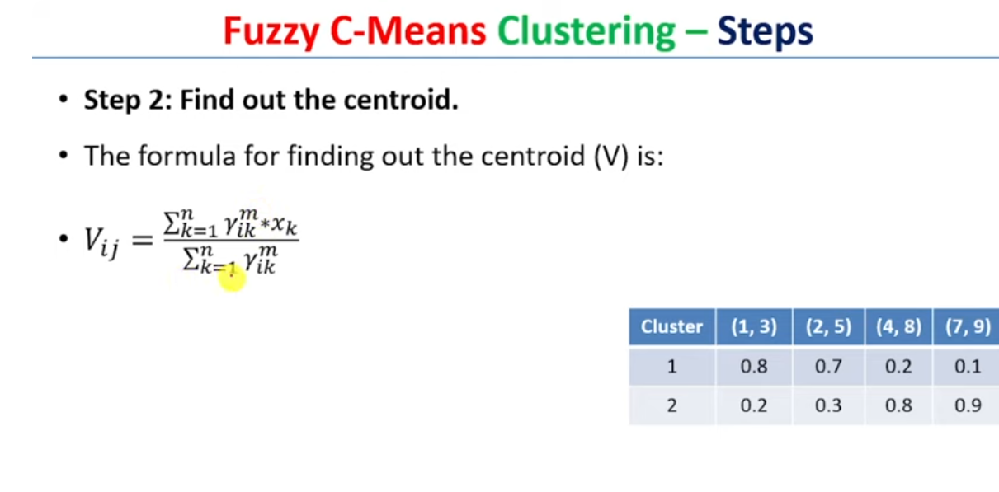 Fuzzy C-Means Clustering – Steps
• Step 2: Find out the centroid.
• The formula for finding out the centroid (V) is:
• V_{ij} = \frac{\sum_{k=1}^{n} \gamma_{ik}^{m} * x_k}{\sum_{k=1}^{n} \gamma_{ik}^{m}}
Cluster (1, 3) (2, 5) (4, 8) (7, 9)
1 0.8 0.7 0.2 0.1
2 0.2 0.3 0.8 0.9